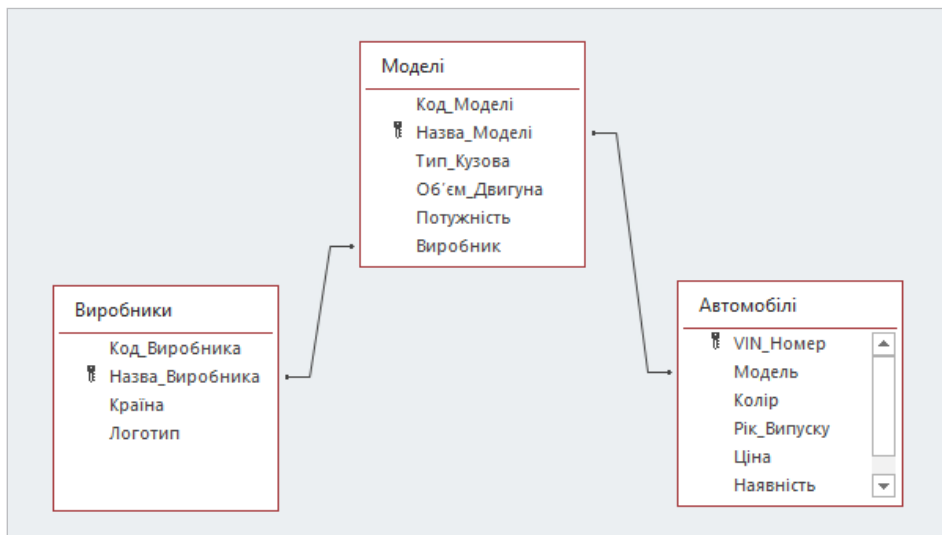 Моделі
Код_Моделі
Назва_Моделі
Тип_Кузова
Об'єм_Двигуна
Потужність
Виробник
Виробники
Код_Виробника
Назва_Виробника
Країна
Логотип
Автомобілі
VIN_Номер
Модель
Колір
Рік_Випуску
Ціна
Наявність